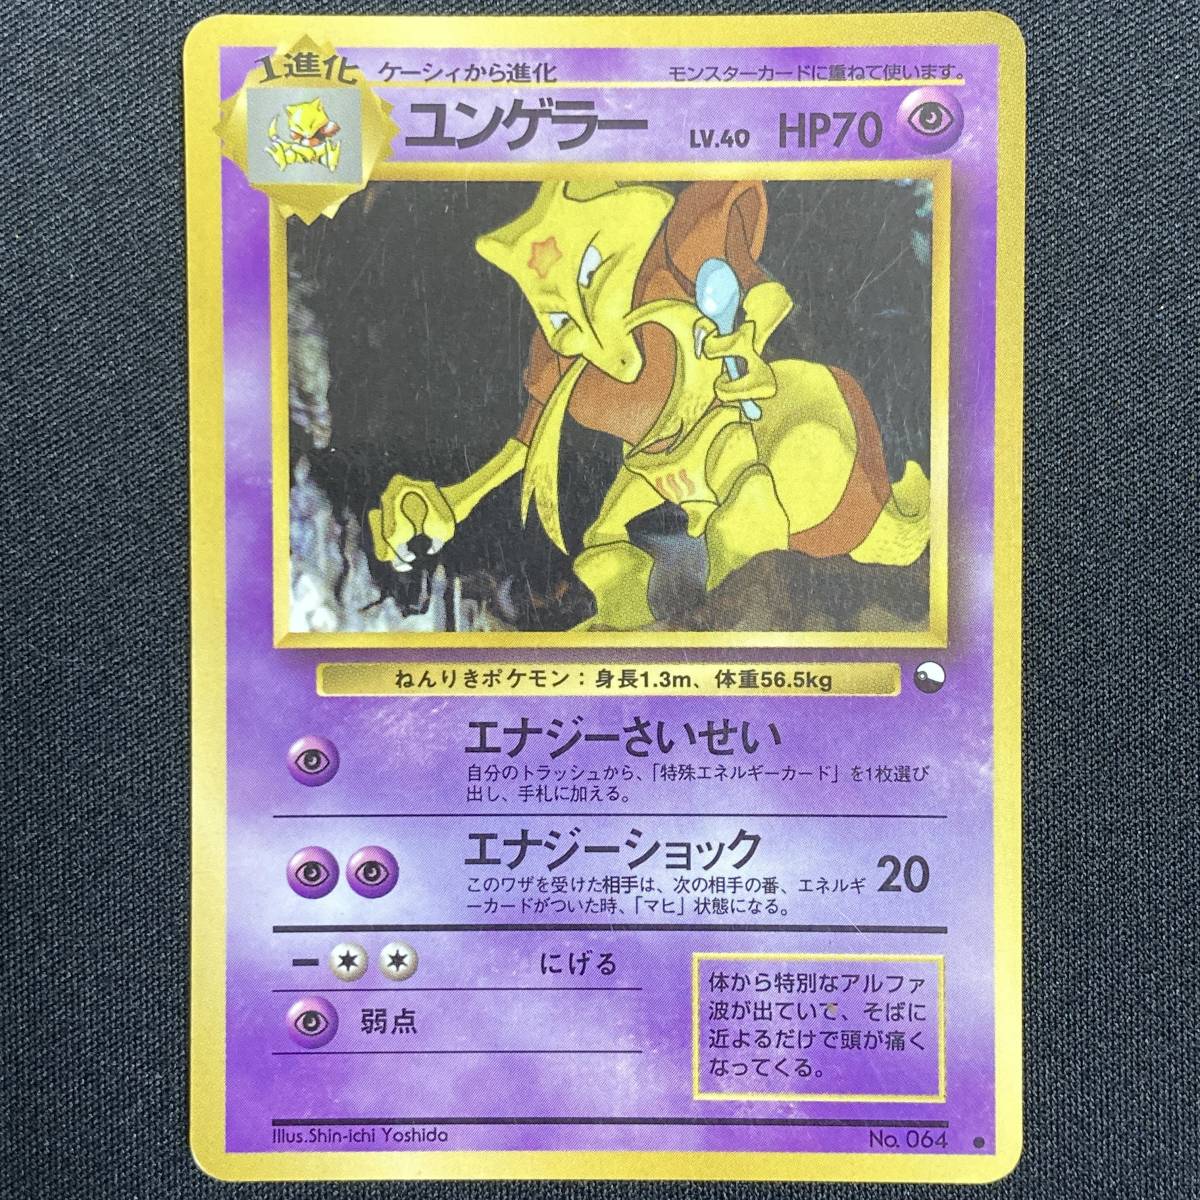 1進化
ケーシィから進化
モンスターカードに重ねて使います。
ユンゲラー
LV.40 HP70
ねんりきポケモン：身長1.3m、体重56.5kg
エナジーさいせい
自分のトラッシュから、「特殊エネルギーカード」を1枚選び
出し、手札に加える。
エナジーショック
このワザを受けた相手は、次の相手の番、エネルギ
ーカードがついた時、「マヒ」状態になる。
20
ー にげる
弱点
体から特別なアルファ
波が出ていて、そばに
近よるだけで頭が痛く
なってくる。
Illus.Shin-ichi Yoshida
No. 064 ●